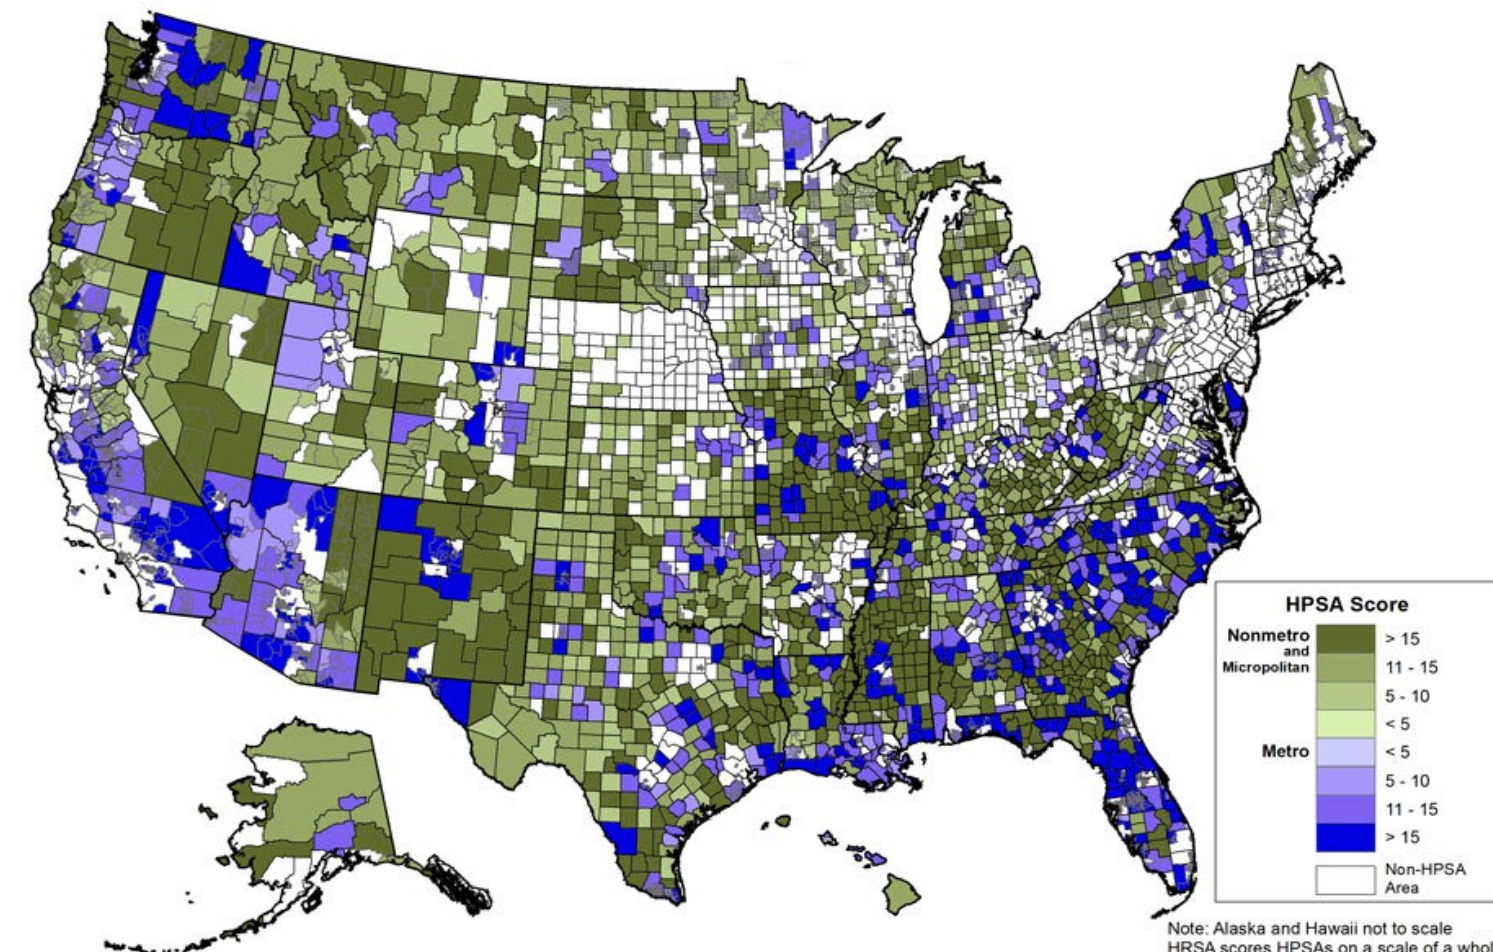 HPSA Score
Nonmetro
and
Micropolitan
> 15
11 - 15
5 - 10
< 5
Metro
< 5
5 - 10
11 - 15
> 15
Non-HPSA
Area
Note: Alaska and Hawaii not to scale
HRSA scores HPSAs on a scale of a whol